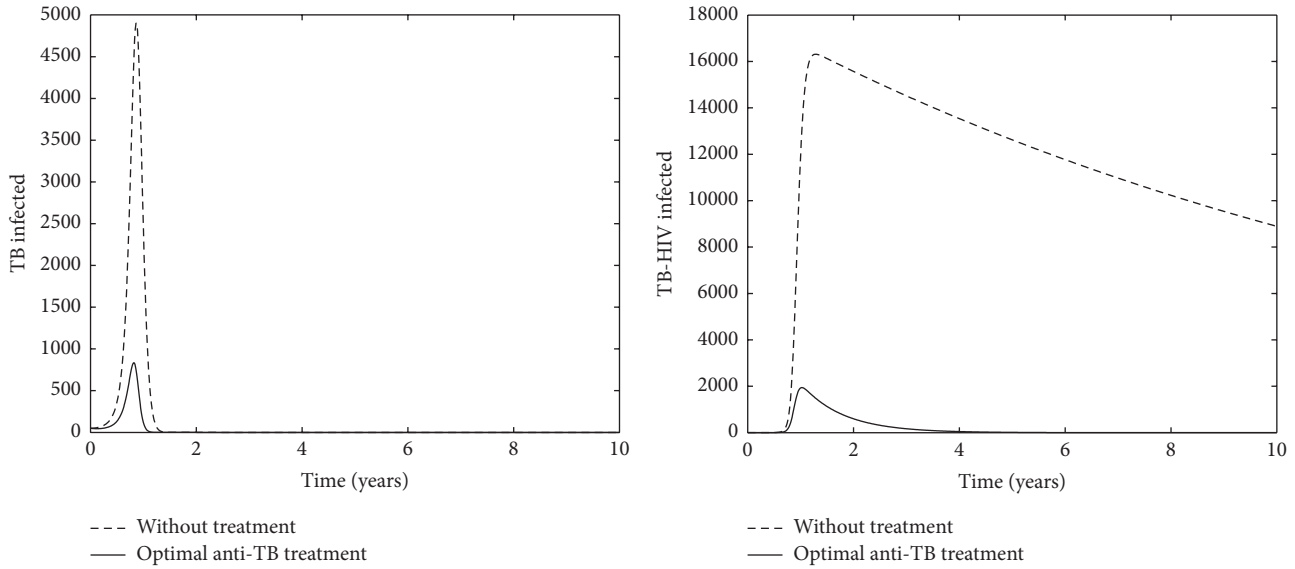 5000
4500
4000
3500
3000
2500
2000
1500
1000
500
0
TB infected
0 2 4 6 8 10
Time (years)
Without treatment
Optimal anti-TB treatment
18000
16000
14000
12000
10000
8000
6000
4000
2000
0
TB-HIV infected
0 2 4 6 8 10
Time (years)
Without treatment
Optimal anti-TB treatment